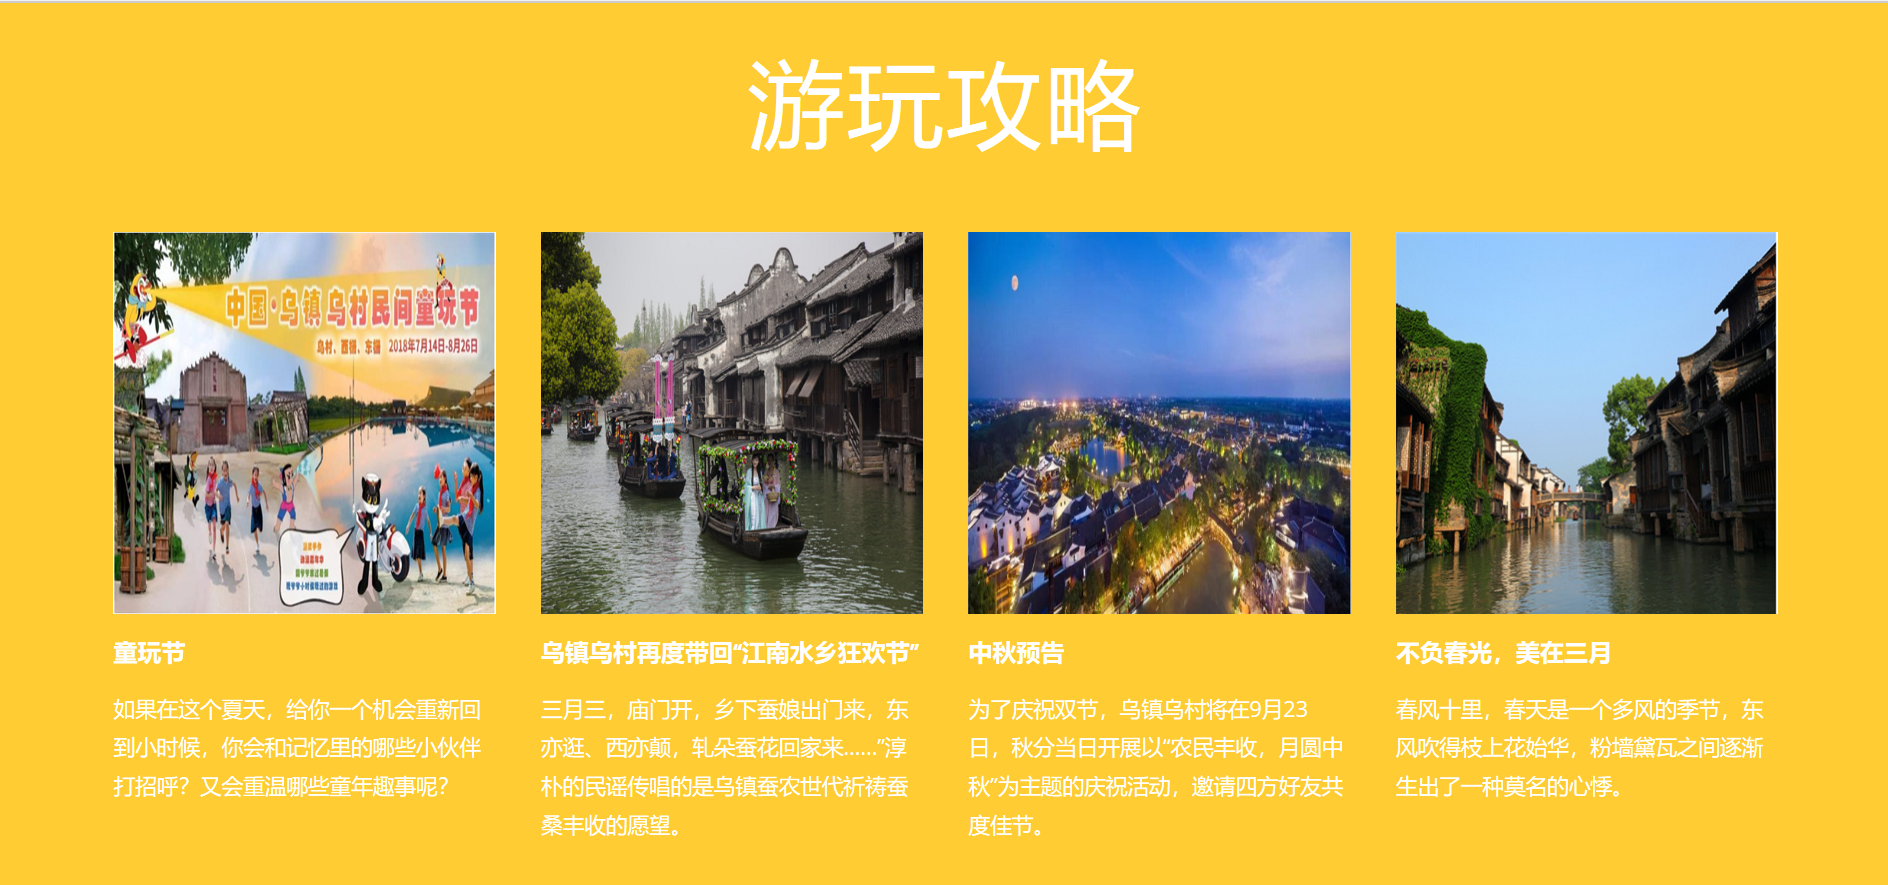 游玩攻略
中国·乌镇 乌村民间童玩节
乌村、西栅、东栅 2018年7月14日-8月26日
童玩节
如果在这个夏天，给你一个机会重新回
到小时候，你会和记忆里的哪些小伙伴
打招呼？又会重温哪些童年趣事呢？
乌镇乌村再度带回“江南水乡狂欢节”
三月三，庙门开，乡下蚕娘出门来，东
亦逛、西亦颠，轧朵蚕花回家来……”淳
朴的民谣传唱的是乌镇蚕农世代祈祷蚕
桑丰收的愿望。
中秋预告
为了庆祝双节，乌镇乌村将在9月23
日，秋分当日开展以“农民丰收，月圆中
秋”为主题的庆祝活动，邀请四方好友共
度佳节。
不负春光，美在三月
春风十里，春天是一个多风的季节，东
风吹得枝上花始华，粉墙黛瓦之间逐渐
生出了一种莫名的心悸。